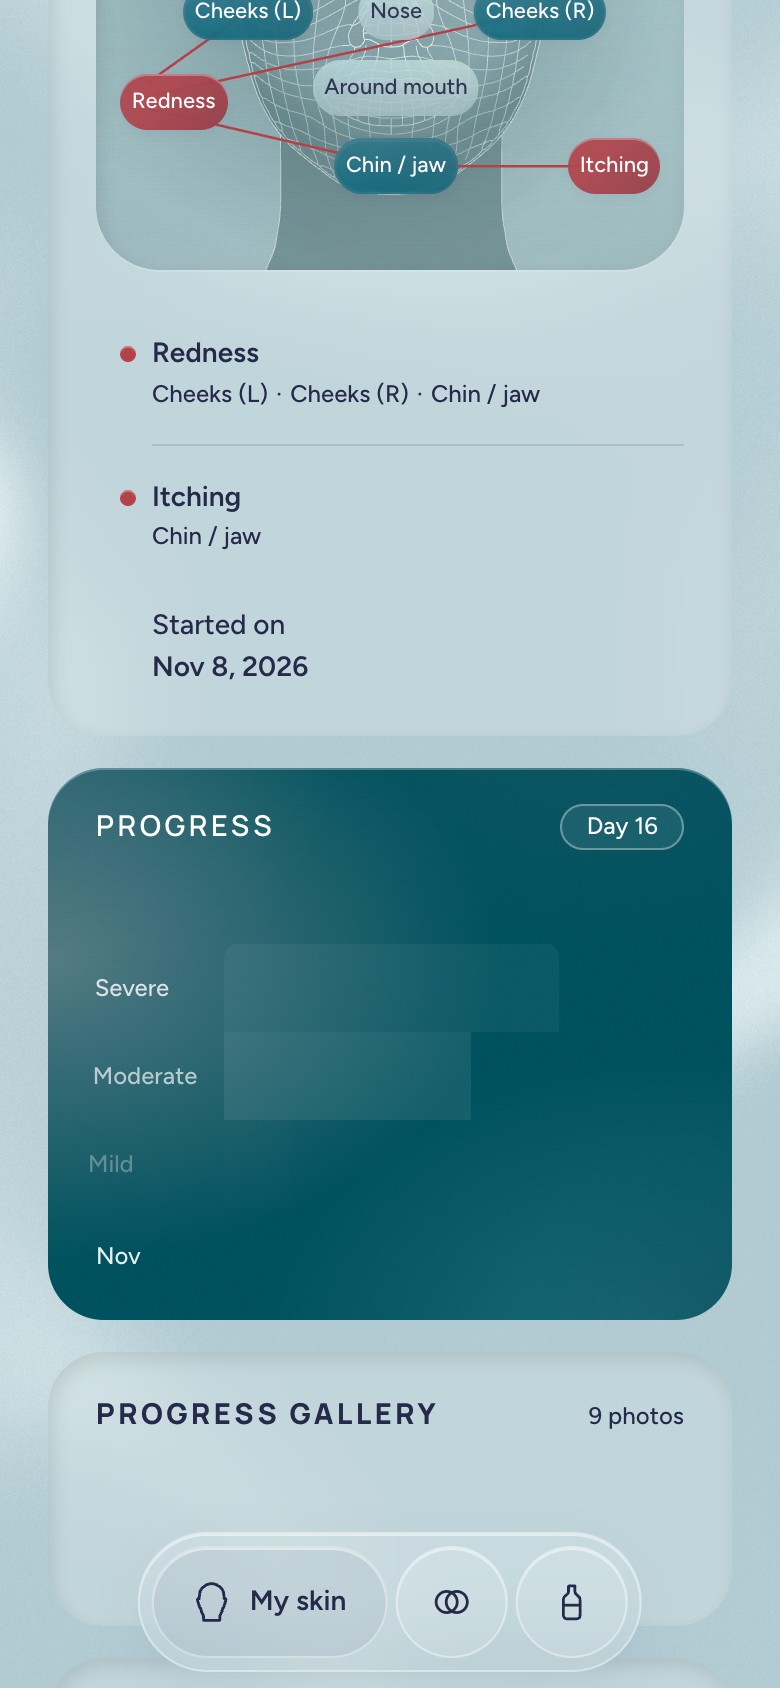 Cheeks (L)
Nose
Cheeks (R)
Around mouth
Redness
Chin / jaw
Itching
Redness
Cheeks (L) · Cheeks (R) · Chin / jaw
Itching
Chin / jaw
Started on
Nov 8, 2026
PROGRESS
Day 16
Severe
Moderate
Mild
Nov
PROGRESS GALLERY
9 photos
My skin